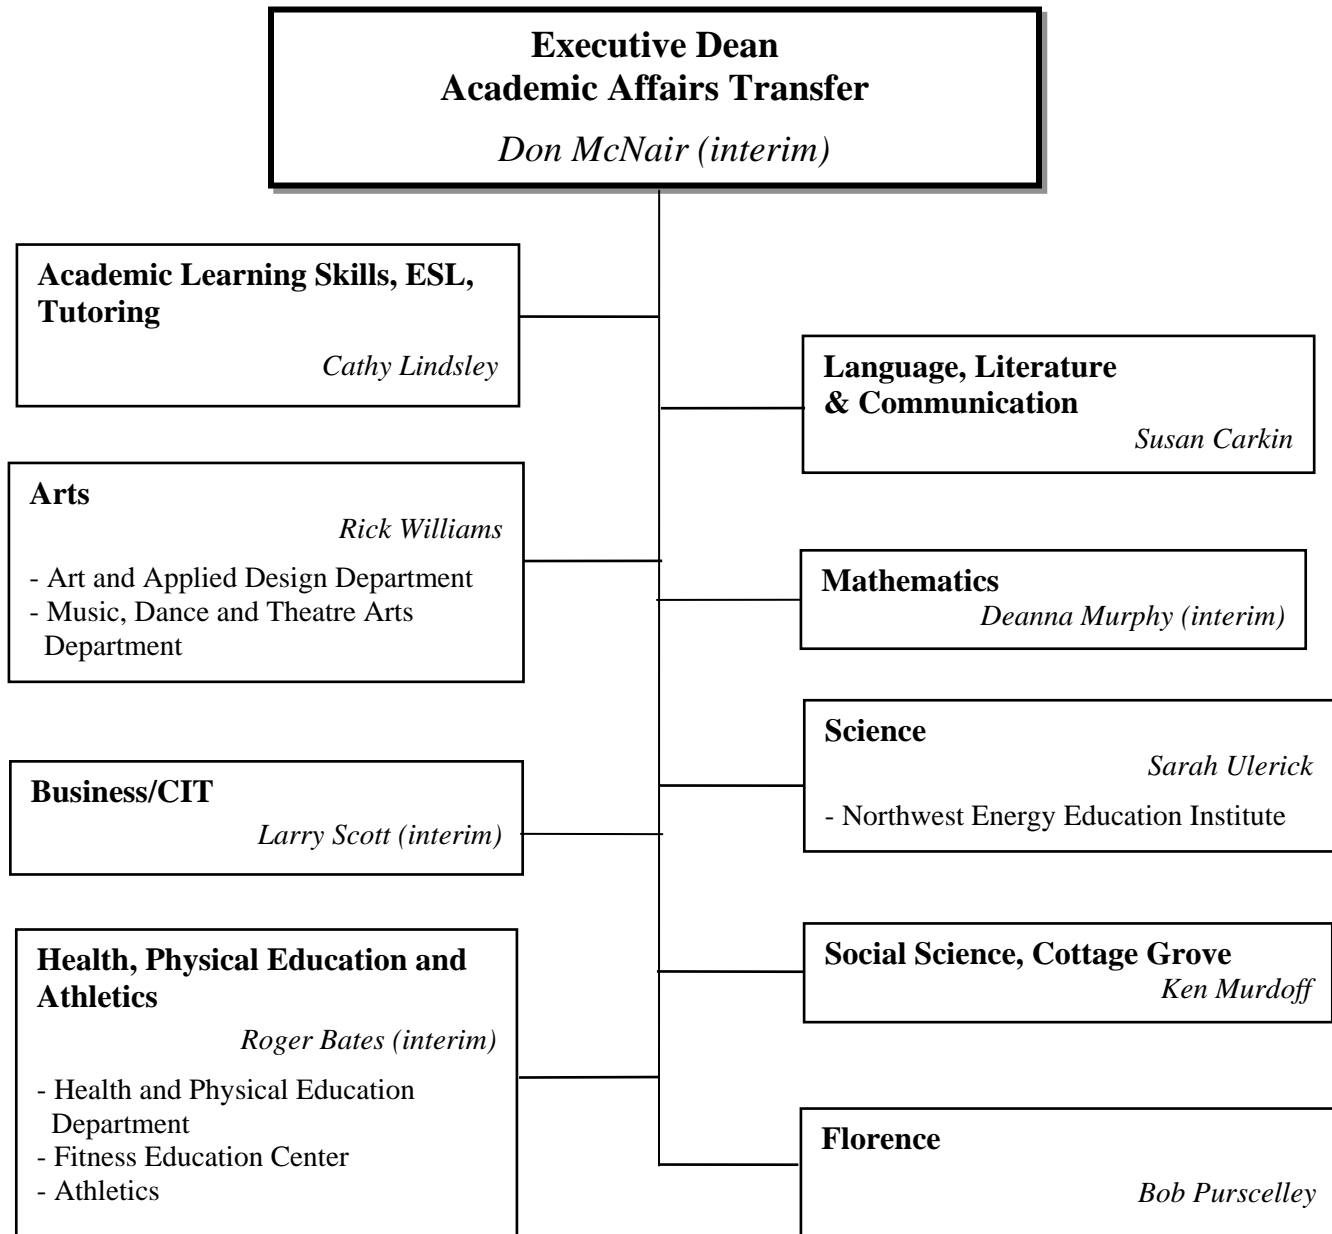 Executive Dean
Academic Affairs Transfer
Don McNair (interim)
Academic Learning Skills, ESL,
Tutoring
Cathy Lindsley
Arts
Rick Williams
- Art and Applied Design Department
- Music, Dance and Theatre Arts
Department
Business/CIT
Larry Scott (interim)
Health, Physical Education and
Athletics
Roger Bates (interim)
- Health and Physical Education
Department
- Fitness Education Center
- Athletics
Language, Literature
& Communication
Susan Carkin
Mathematics
Deanna Murphy (interim)
Science
Sarah Ulerick
- Northwest Energy Education Institute
Social Science, Cottage Grove
Ken Murdoff
Florence
Bob Purscelley